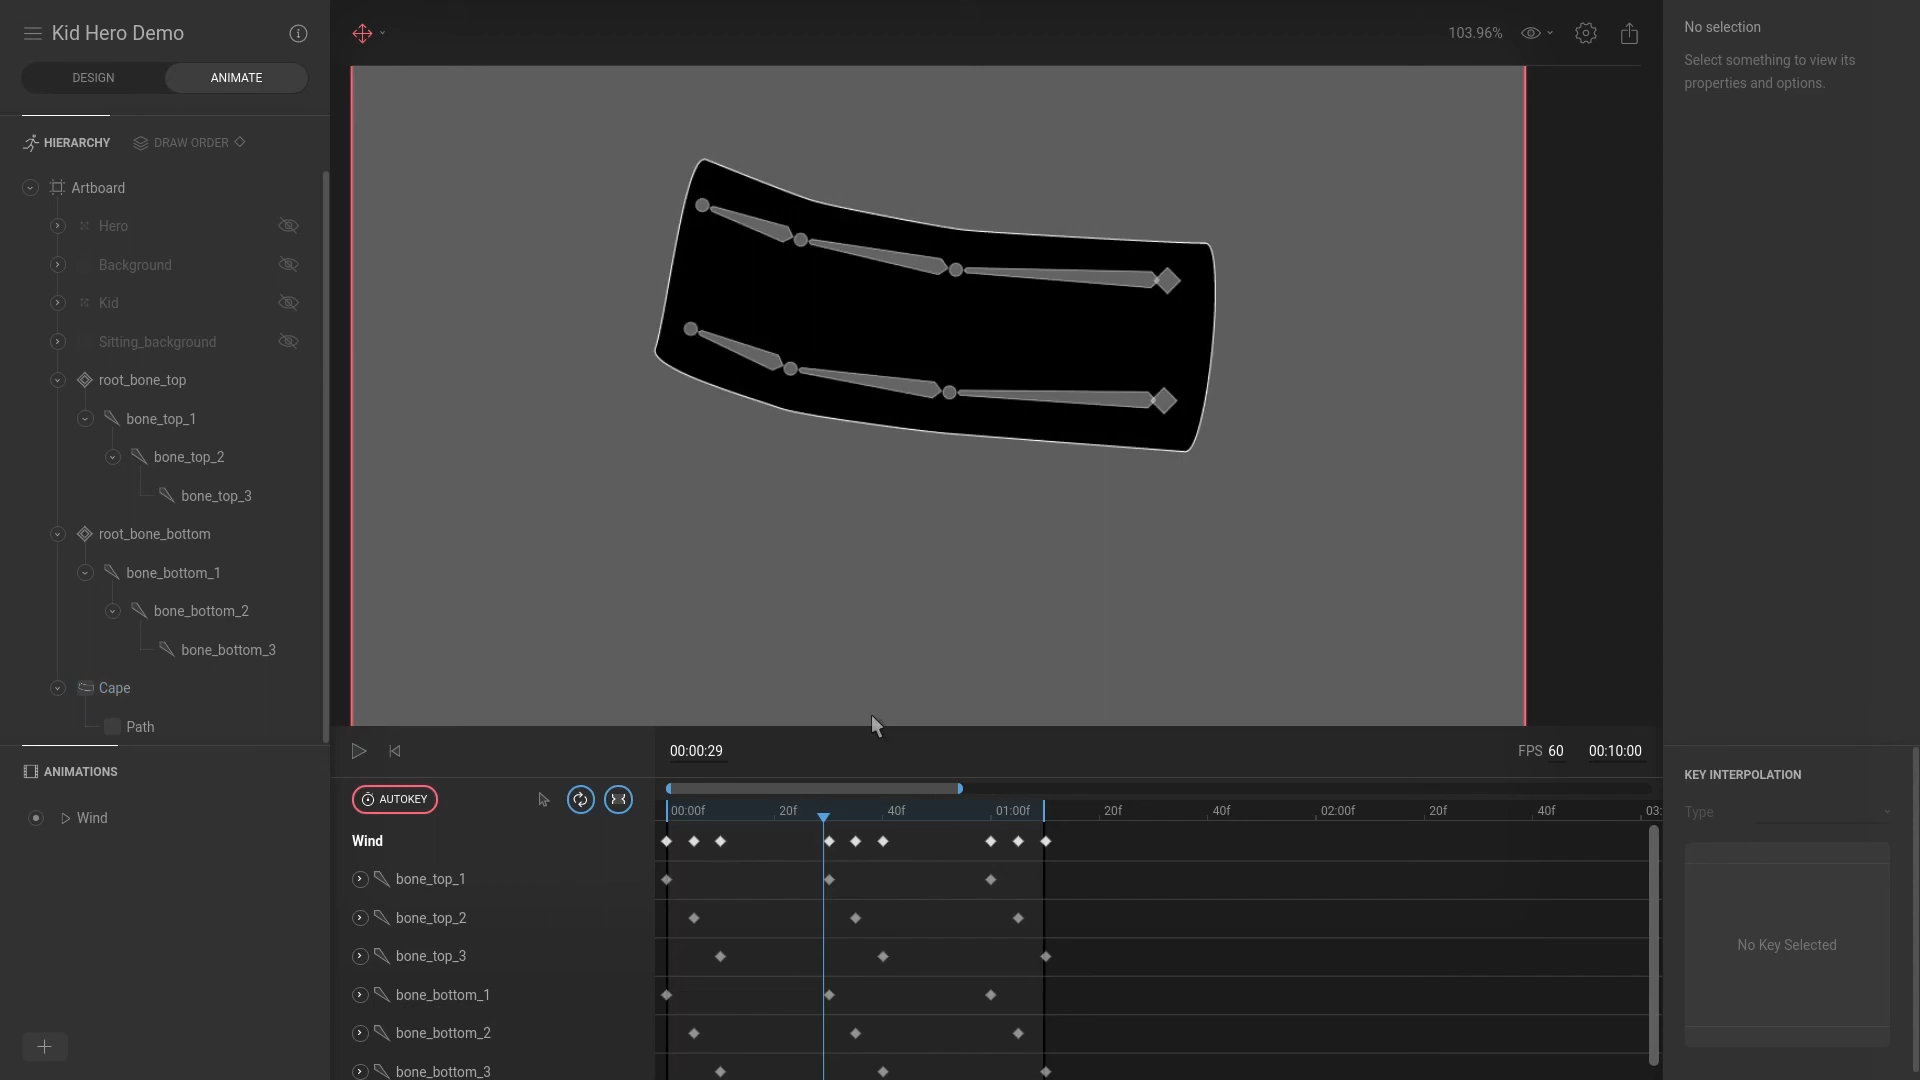 Kid Hero Demo
DESIGN
ANIMATE
HIERARCHY
DRAW ORDER
Artboard
Hero
Background
Kid
Sitting_background
root_bone_top
bone_top_1
bone_top_2
bone_top_3
root_bone_bottom
bone_bottom_1
bone_bottom_2
bone_bottom_3
Cape
Path
ANIMATIONS
Wind
103.96%
No selection
Select something to view its
properties and options.
00:00:29
FPS 60
00:10:00
AUTOKEY
00:00f 20f 40f 01:00f 20f 40f 02:00f 20f 40f 03:
Wind
bone_top_1
bone_top_2
bone_top_3
bone_bottom_1
bone_bottom_2
bone_bottom_3
KEY INTERPOLATION
Type
No Key Selected